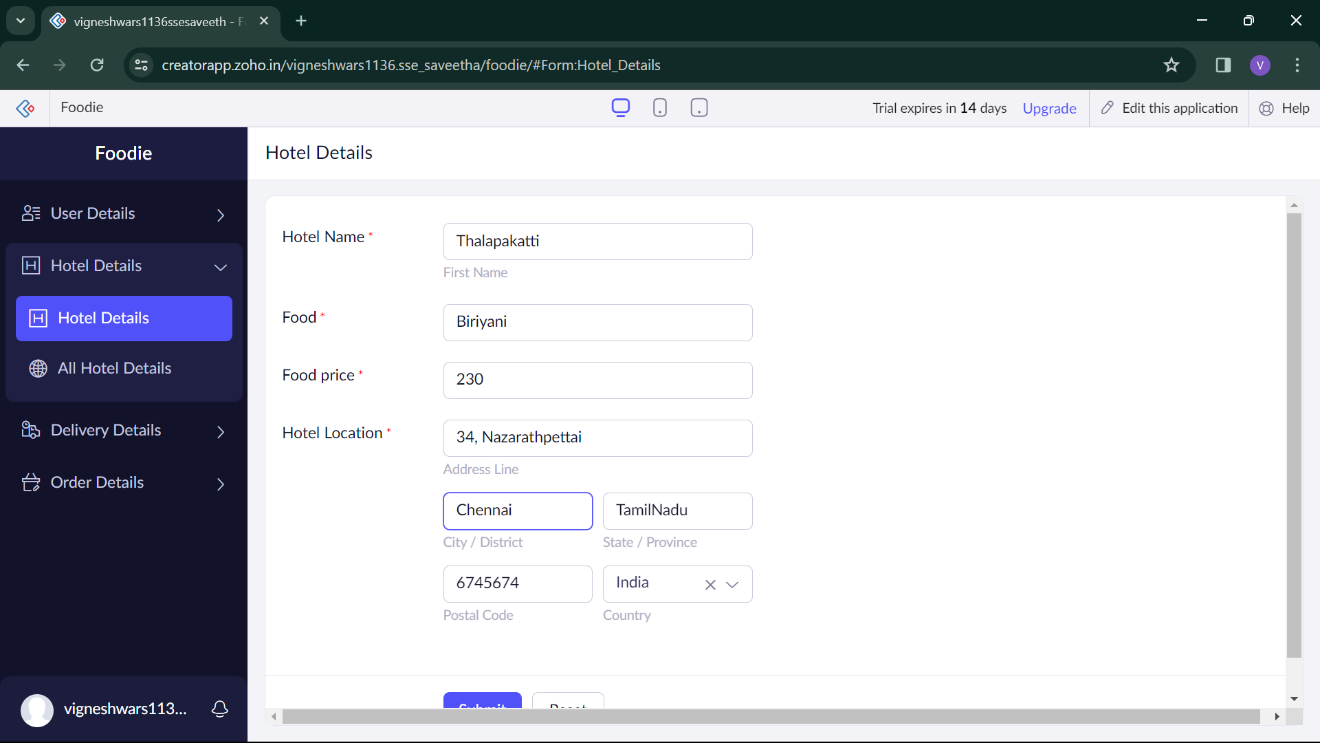 vigneshwars1136ssesaveeth - F
creatorapp.zoho.in/vigneshwars1136.sse_saveetha/foodie/#Form:Hotel_Details
V
Foodie
Trial expires in 14 days
Upgrade
Edit this application
Help
Foodie
Hotel Details
User Details
Hotel Details
Hotel Details
All Hotel Details
Delivery Details
Order Details
vigneshwars113...
Hotel Name *
Thalapakatti
First Name
Food *
Biriyani
Food price *
230
Hotel Location *
34, Nazarathpettai
Address Line
Chennai
TamilNadu
City / District
State / Province
6745674
India
Postal Code
Country
Submit
Reset